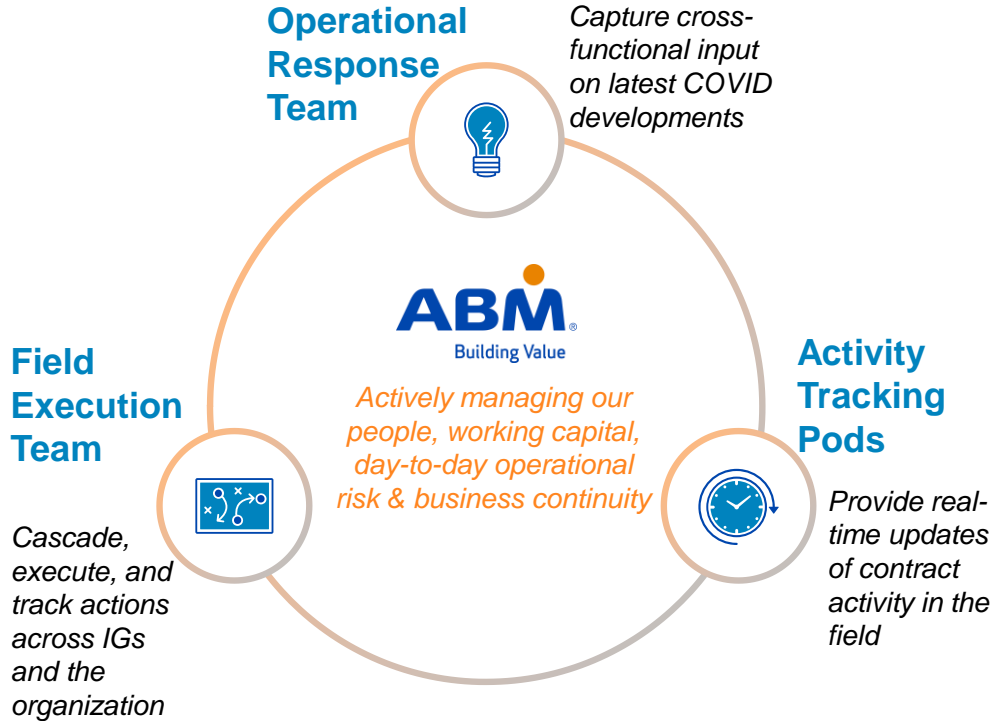 Operational
Response
Team
Capture cross-
functional input
on latest COVID
developments
ABM®
Building Value
Actively managing our
people, working capital,
day-to-day operational
risk & business continuity
Field
Execution
Team
Cascade,
execute, and
track actions
across IGs
and the
organization
Activity
Tracking
Pods
Provide real-
time updates
of contract
activity in the
field